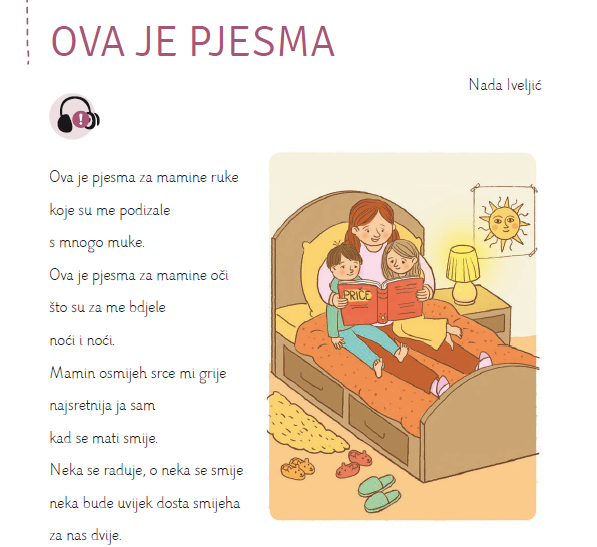 OVA JE PJESMA
Nada Iveljić
!
Ova je pjesma za mamine ruke
koje su me podizale
s mnogo muke.
Ova je pjesma za mamine oči
što su za me bdjele
noći i noći.
Mamin osmijeh srce mi grije
najsretnija ja sam
kad se mati smije.
Neka se raduje, o neka se smije
neka bude uvijek dosta smijeha
za nas dvije.
PRIČE